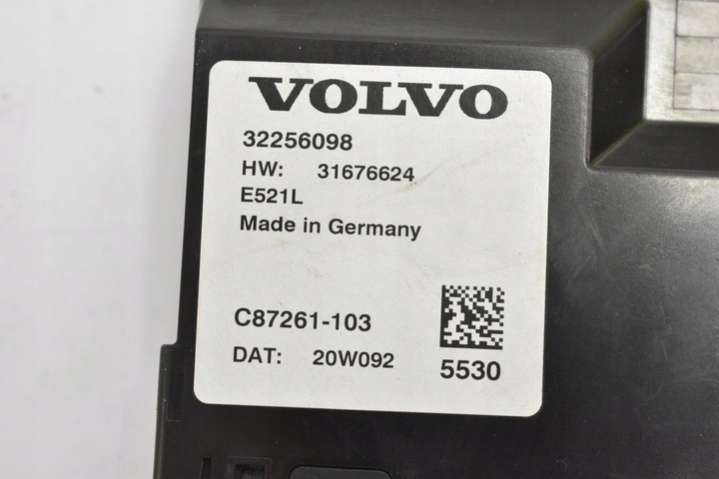 VOLVO
32256098
HW: 31676624
E521L
Made in Germany
C87261-103
DAT: 20W092
5530